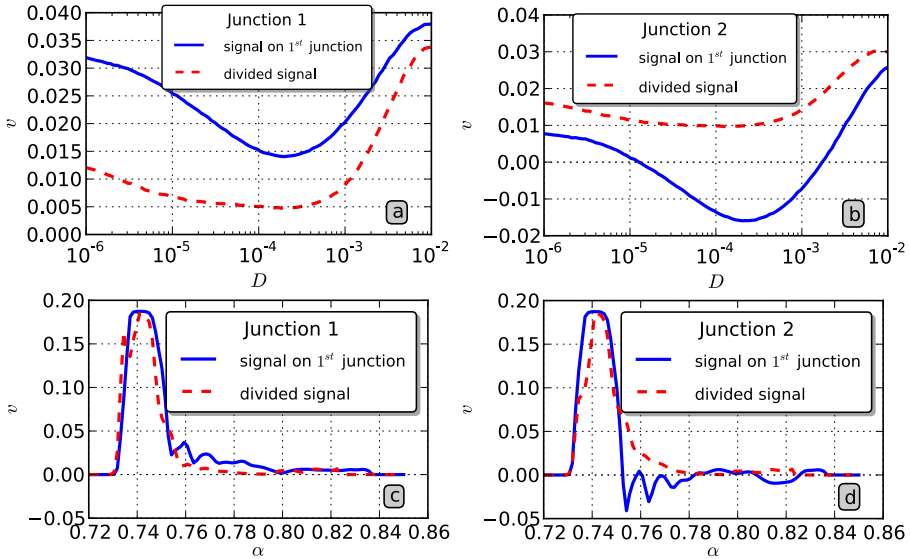 Junction 1
signal on 1st junction
divided signal
0.040
0.035
0.030
0.025
0.020
0.015
0.010
0.005
0.000
v
a
10-6
10-5
10-4
10-3
10-2
D
Junction 2
signal on 1st junction
divided signal
0.04
0.03
0.02
0.01
0.00
−0.01
−0.02
v
b
10-6
10-5
10-4
10-3
10-2
D
Junction 1
signal on 1st junction
divided signal
0.20
0.15
0.10
0.05
0.00
−0.05
v
c
0.72
0.74
0.76
0.78
0.80
0.82
0.84
0.86
α
Junction 2
signal on 1st junction
divided signal
0.20
0.15
0.10
0.05
0.00
−0.05
v
d
0.72
0.74
0.76
0.78
0.80
0.82
0.84
0.86
α